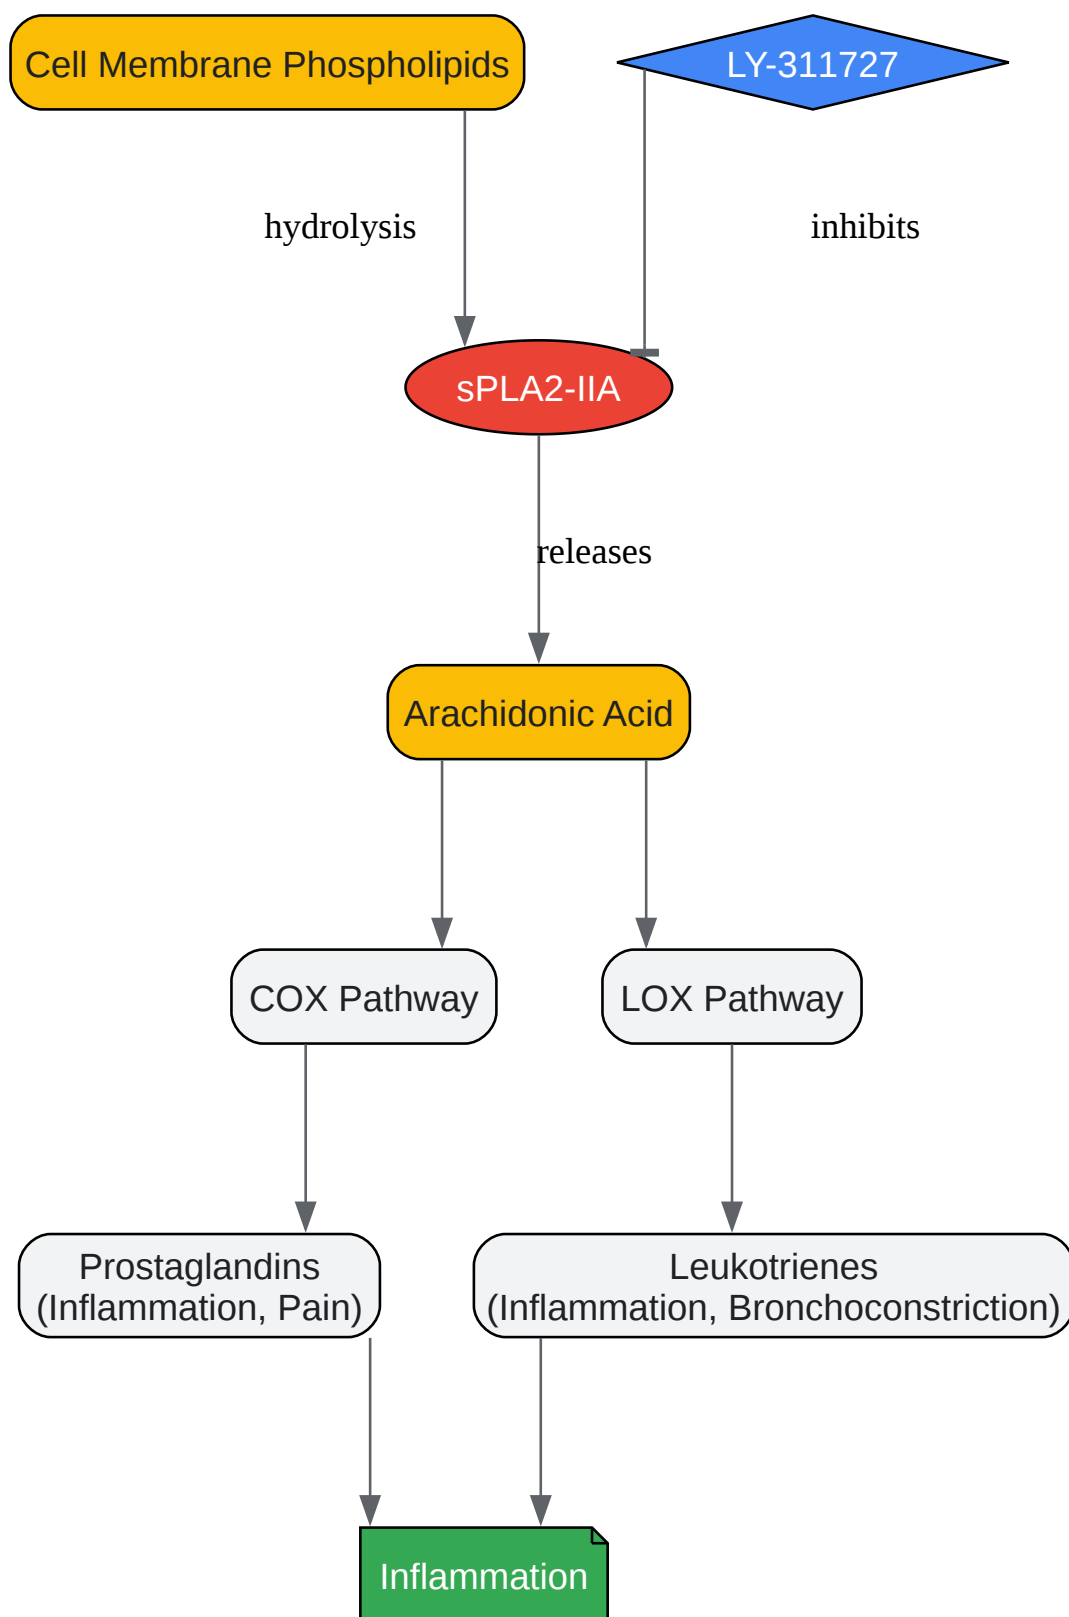 Cell Membrane Phospholipids
LY-311727
hydrolysis
inhibits
sPLA2-IIA
releases
Arachidonic Acid
COX Pathway
LOX Pathway
Prostaglandins
(Inflammation, Pain)
Leukotrienes
(Inflammation, Bronchoconstriction)
Inflammation